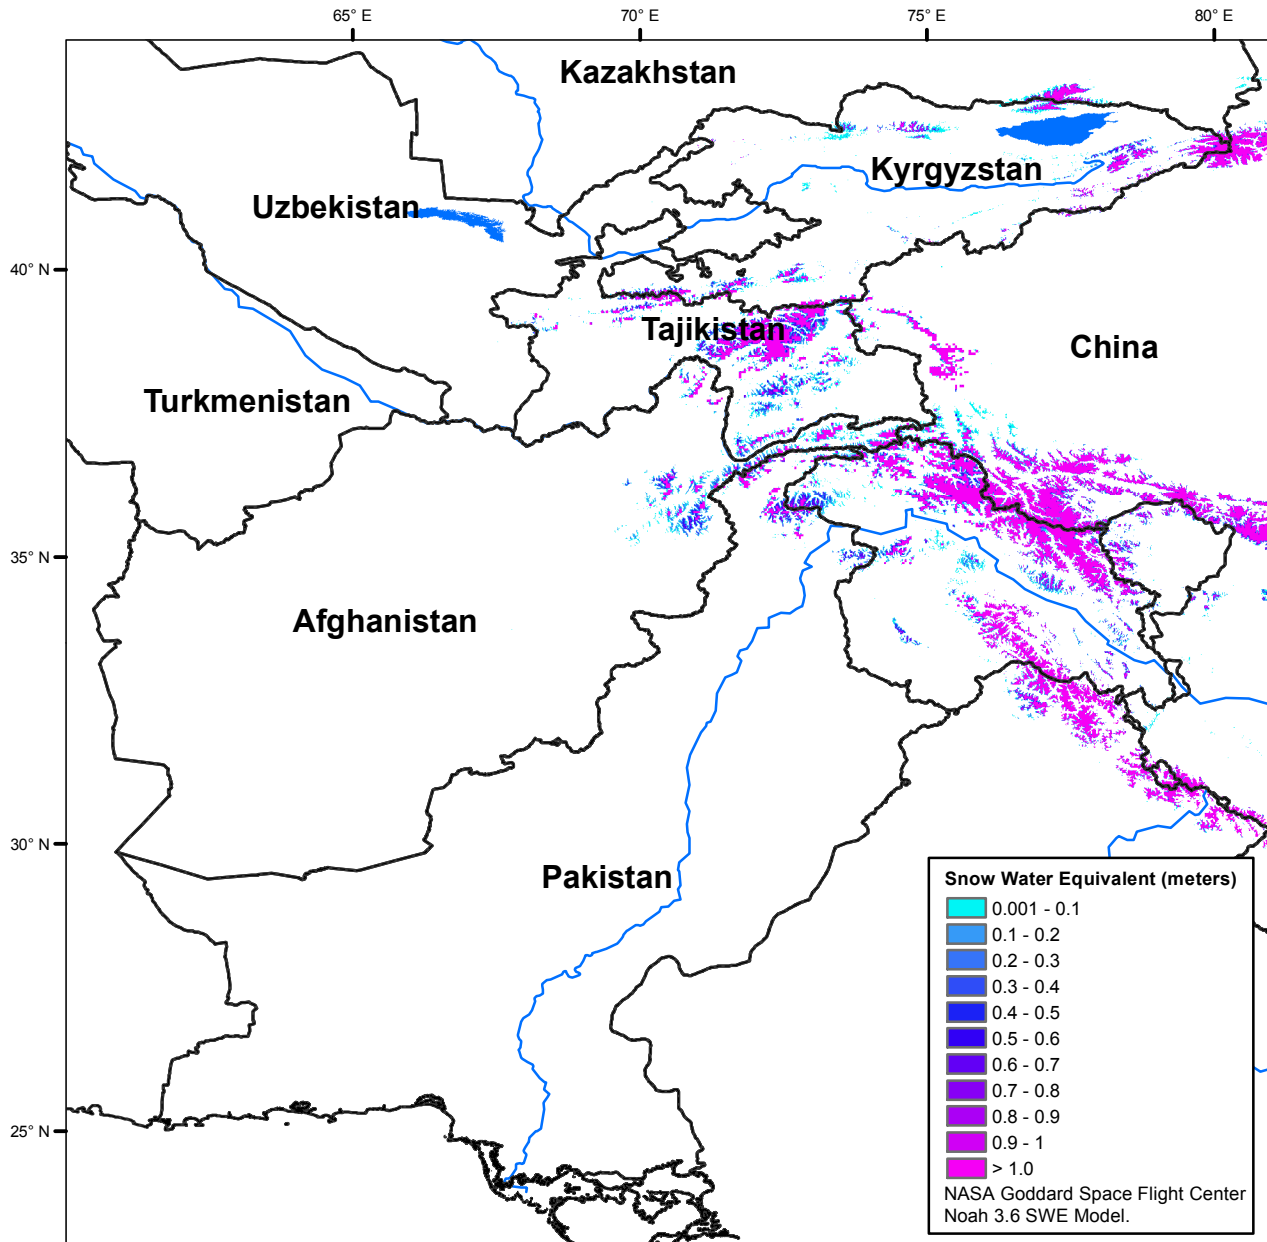 65° E
70° E
75° E
80° E
Kazakhstan
Kyrgyzstan
Uzbekistan
40° N
Tajikistan
China
Turkmenistan
35° N
Afghanistan
30° N
Pakistan
25° N
Snow Water Equivalent (meters)
0.001 - 0.1
0.1 - 0.2
0.2 - 0.3
0.3 - 0.4
0.4 - 0.5
0.5 - 0.6
0.6 - 0.7
0.7 - 0.8
0.8 - 0.9
0.9 - 1
> 1.0
NASA Goddard Space Flight Center
Noah 3.6 SWE Model.